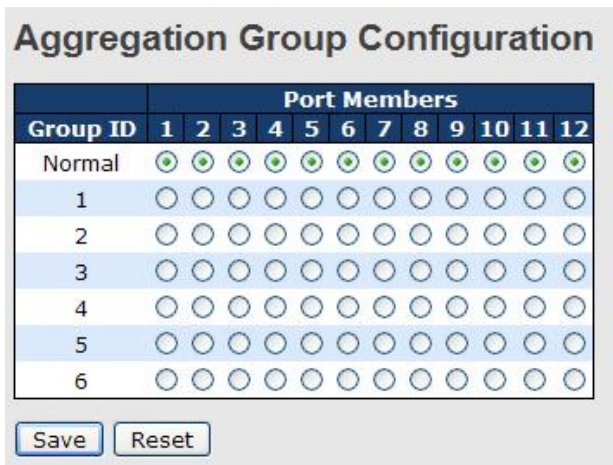 Aggregation Group Configuration
Port Members
Group ID 1 2 3 4 5 6 7 8 9 10 11 12
Normal
1
2
3
4
5
6
Save Reset